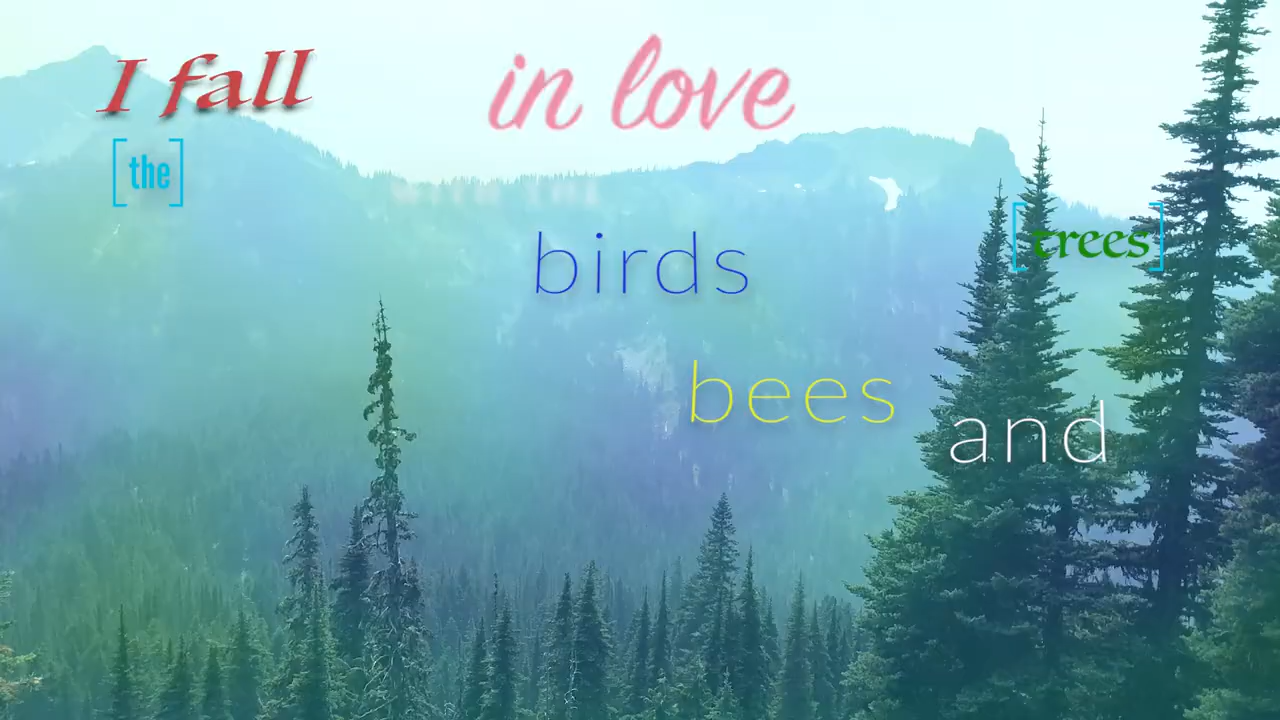 I fall in love
[the]
birds [trees]
bees
and